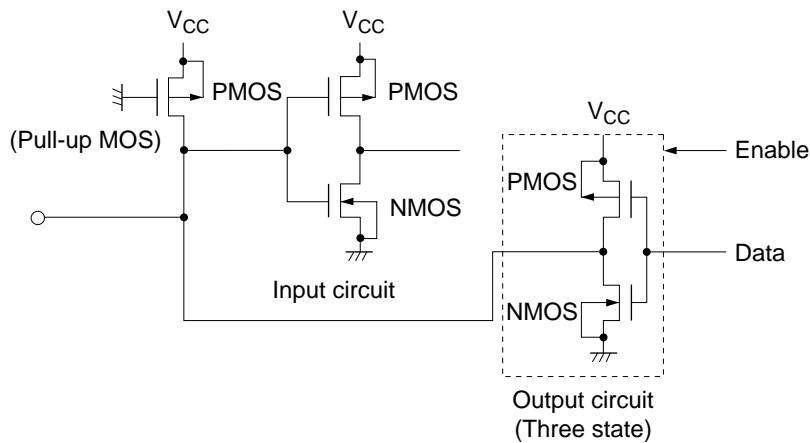 VCC
VCC
PMOS
PMOS
(Pull-up MOS)
VCC
Enable
PMOS
NMOS
Data
Input circuit
NMOS
Output circuit
(Three state)